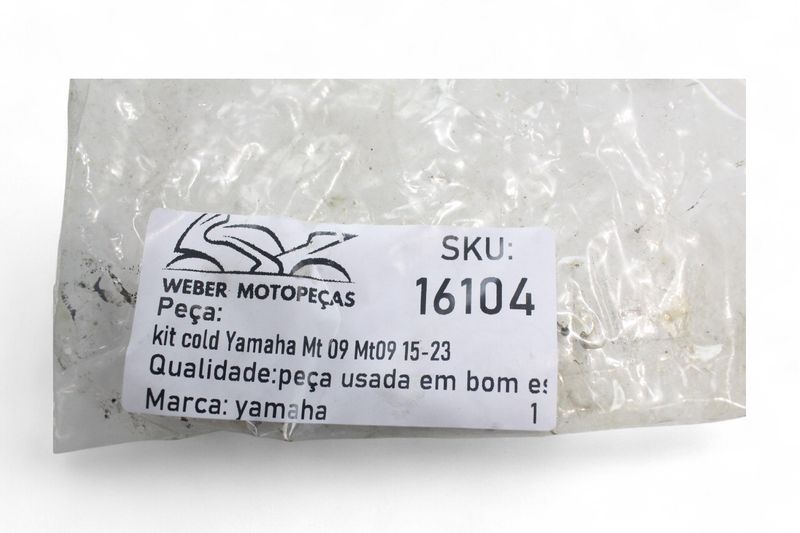 WEBER MOTOPEÇAS
SKU:
16104
Peça:
kit cold Yamaha Mt 09 Mt09 15-23
Qualidade:peça usada em bom es
Marca: yamaha
1